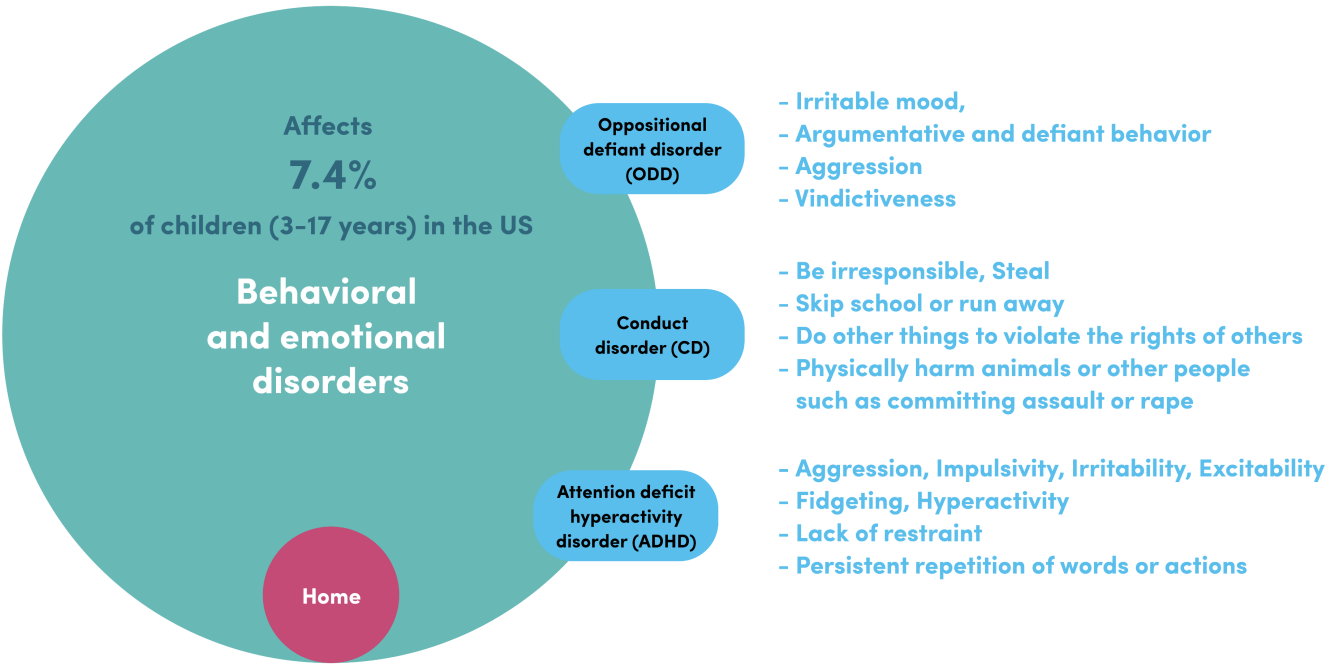 Affects
7.4%
of children (3-17 years) in the US
Behavioral
and emotional
disorders
Home
Oppositional
defiant disorder
(ODD)
- Irritable mood,
- Argumentative and defiant behavior
- Aggression
- Vindictiveness
Conduct
disorder (CD)
- Be irresponsible, Steal
- Skip school or run away
- Do other things to violate the rights of others
- Physically harm animals or other people
such as committing assault or rape
Attention deficit
hyperactivity
disorder (ADHD)
- Aggression, Impulsivity, Irritability, Excitability
- Fidgeting, Hyperactivity
- Lack of restraint
- Persistent repetition of words or actions